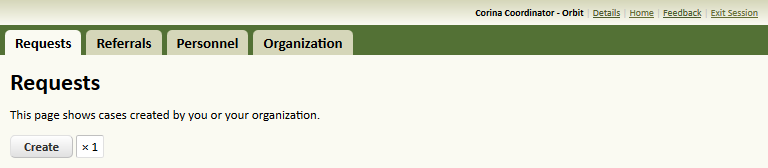 Corina Coordinator - Orbit | Details | Home | Feedback | Exit Session
Requests Referrals Personnel Organization
Requests
This page shows cases created by you or your organization.
Create × 1